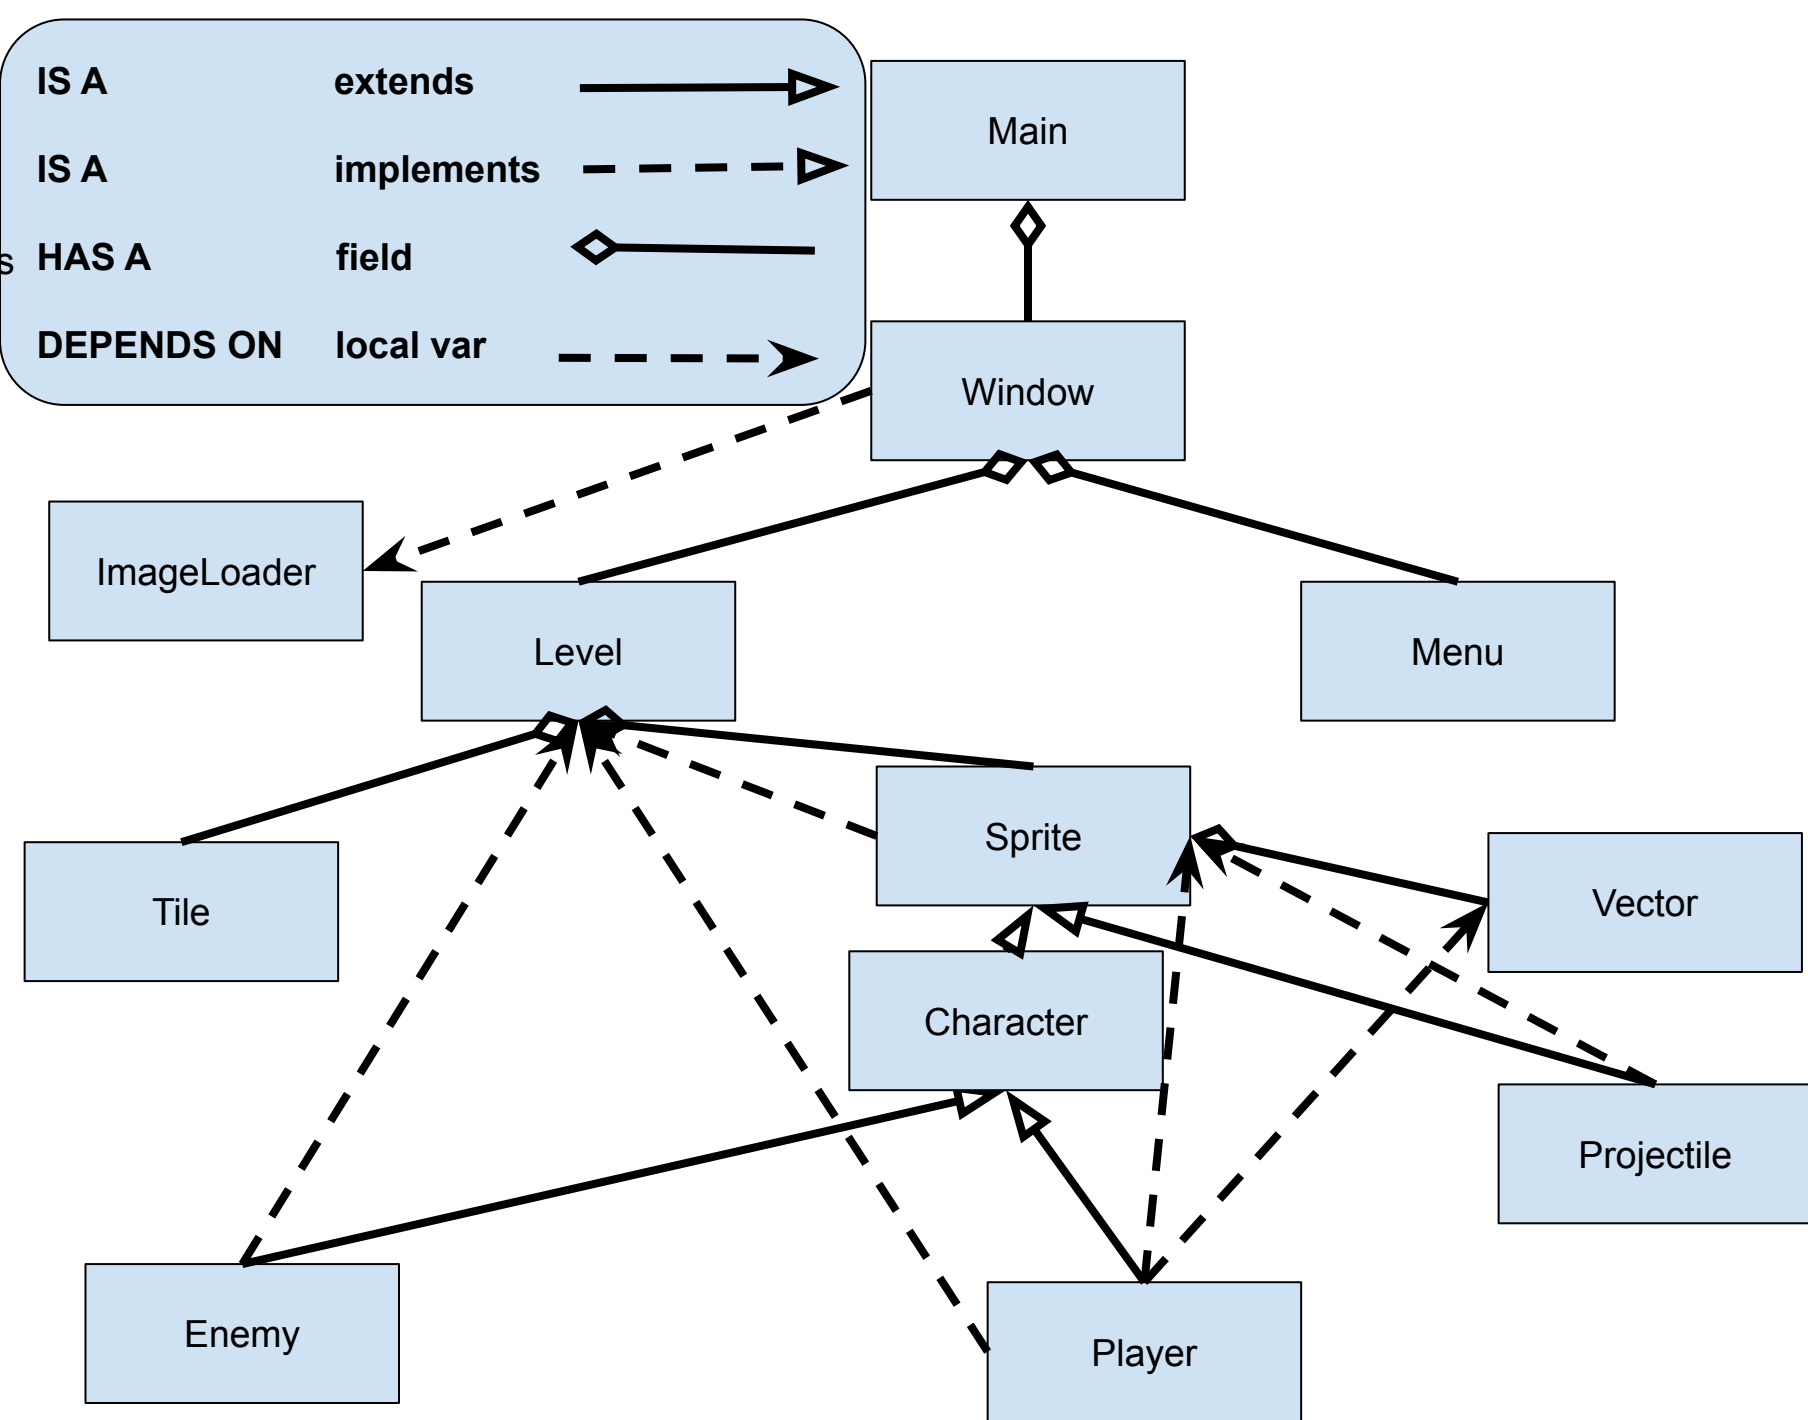 IS A extends
IS A implements
s HAS A field
DEPENDS ON local var
Main
Window
ImageLoader
Level
Menu
Sprite
Tile
Vector
Character
Projectile
Enemy
Player